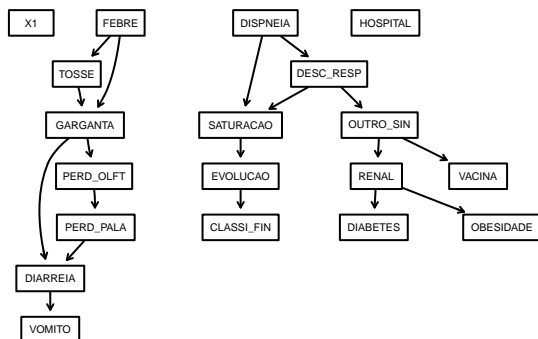 X1
FEBRE
DISPNEIA
HOSPITAL
TOSSE
DESC_RESP
GARGANTA
SATURACAO
OUTRO_SIN
PERD_OLFT
EVOLUCAO
RENAL
VACINA
PERD_PALA
CLASSI_FIN
DIABETES
OBESIDADE
DIARREIA
VOMITO